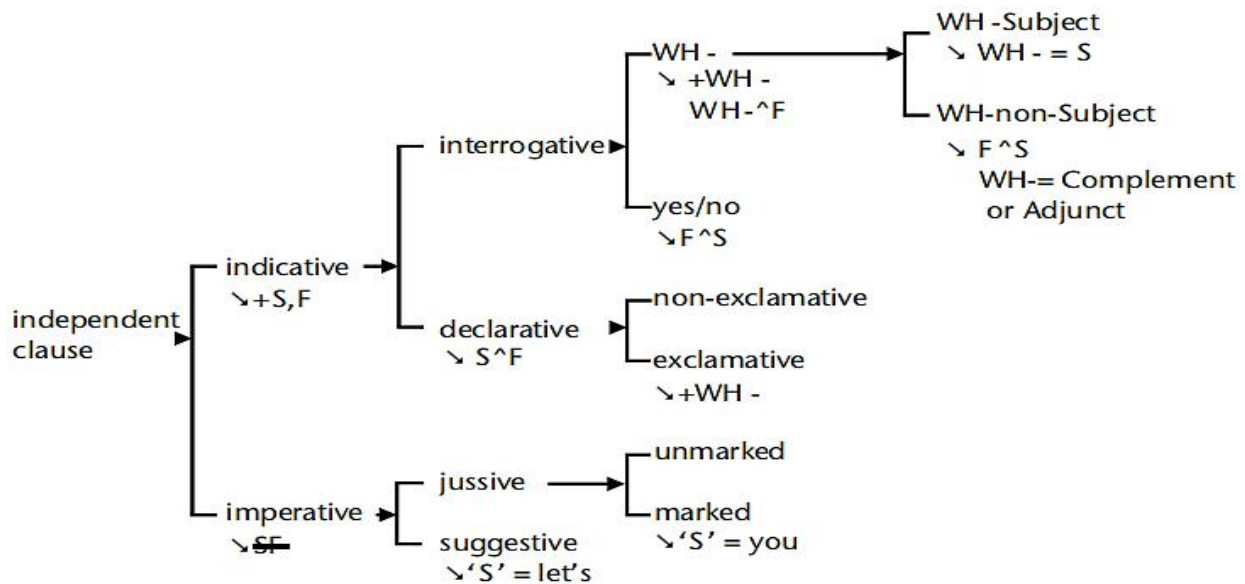 WH -Subject
↘ WH - = S
WH -
↘ +WH -
WH-^F
WH-non-Subject
↘ F ^S
WH-= Complement
or Adjunct
interrogative
yes/no
↘F^S
indicative
↘+S,F
non-exclamative
independent
clause
declarative
↘ S^F
exclamative
↘+WH -
unmarked
jussive
imperative
↘SF
marked
↘‘S’ = you
suggestive
↘‘S’ = let’s